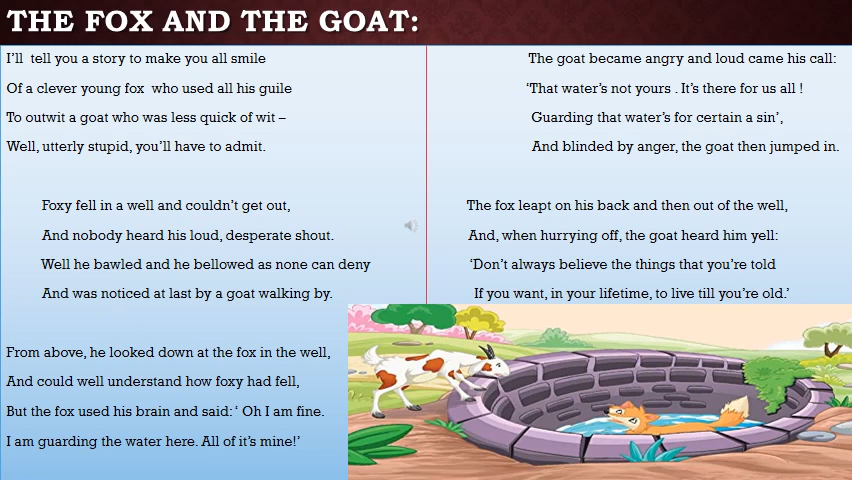 THE FOX AND THE GOAT:
I'll tell you a story to make you all smile
Of a clever young fox who used all his guile
To outwit a goat who was less quick of wit –
Well, utterly stupid, you'll have to admit.
Foxy fell in a well and couldn't get out,
And nobody heard his loud, desperate shout.
Well he bawled and he bellowed as none can deny
And was noticed at last by a goat walking by.
From above, he looked down at the fox in the well,
And could well understand how foxy had fell,
But the fox used his brain and said: ‘ Oh I am fine.
I am guarding the water here. All of it's mine!’
The goat became angry and loud came his call:
‘That water's not yours . It's there for us all !
Guarding that water's for certain a sin’,
And blinded by anger, the goat then jumped in.
The fox leapt on his back and then out of the well,
And, when hurrying off, the goat heard him yell:
‘Don't always believe the things that you're told
If you want, in your lifetime, to live till you're old.’